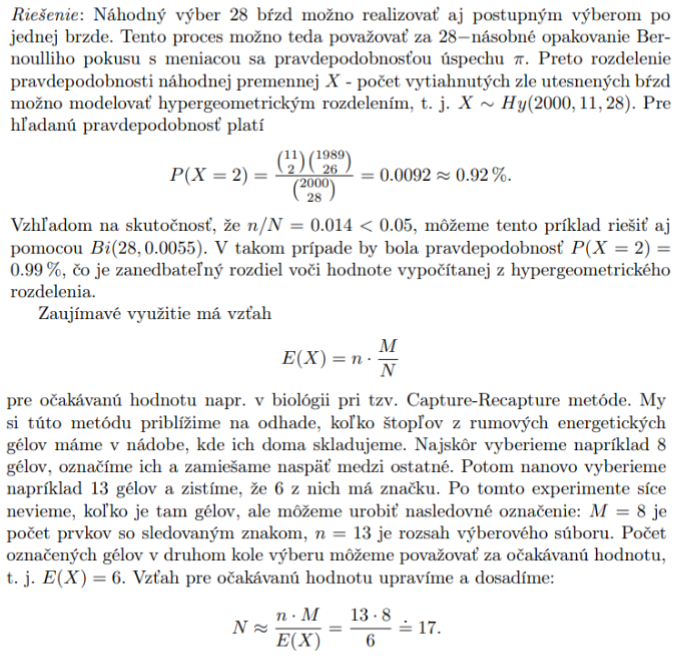 Riešenie: Náhodný výber 28 bŕzd možno realizovať aj postupným výberom po
jednej brzde. Tento proces možno teda považovať za 28−násobné opakovanie Ber-
noulliho pokusu s meniacou sa pravdepodobnosťou úspechu π. Preto rozdelenie
pravdepodobnosti náhodnej premennej X - počet vytiahnutých zle utesnených bŕzd
možno modelovať hypergeometrickým rozdelením, t. j. X ∼ Hy(2000, 11, 28). Pre
hľadanú pravdepodobnosť platí
P(X = 2) = \frac{\binom{11}{2}\binom{1989}{26}}{\binom{2000}{28}} = 0.0092 ≈ 0.92 %.
Vzhľadom na skutočnosť, že n/N = 0.014 < 0.05, môžeme tento príklad riešiť aj
pomocou Bi(28, 0.0055). V takom prípade by bola pravdepodobnosť P(X = 2) =
0.99 %, čo je zanedbateľný rozdiel voči hodnote vypočítanej z hypergeometrického
rozdelenia.
Zaujímavé využitie má vzťah
E(X) = n · \frac{M}{N}
pre očakávanú hodnotu napr. v biológii pri tzv. Capture-Recapture metóde. My
si túto metódu priblížime na odhade, koľko štopľov z rumových energetických
gélov máme v nádobe, kde ich doma skladujeme. Najskôr vyberieme napríklad 8
gélov, označíme ich a zamiešame naspäť medzi ostatné. Potom nanovo vyberieme
napríklad 13 gélov a zistíme, že 6 z nich má značku. Po tomto experimente síce
nevieme, koľko je tam gélov, ale môžeme urobiť nasledovné označenie: M = 8 je
počet prvkov so sledovaným znakom, n = 13 je rozsah výberového súboru. Počet
označených gélov v druhom kole výberu môžeme považovať za očakávanú hodnotu,
t. j. E(X) = 6. Vzťah pre očakávanú hodnotu upravíme a dosadíme:
N ≈ \frac{n · M}{E(X)} = \frac{13 · 8}{6} ≐ 17.